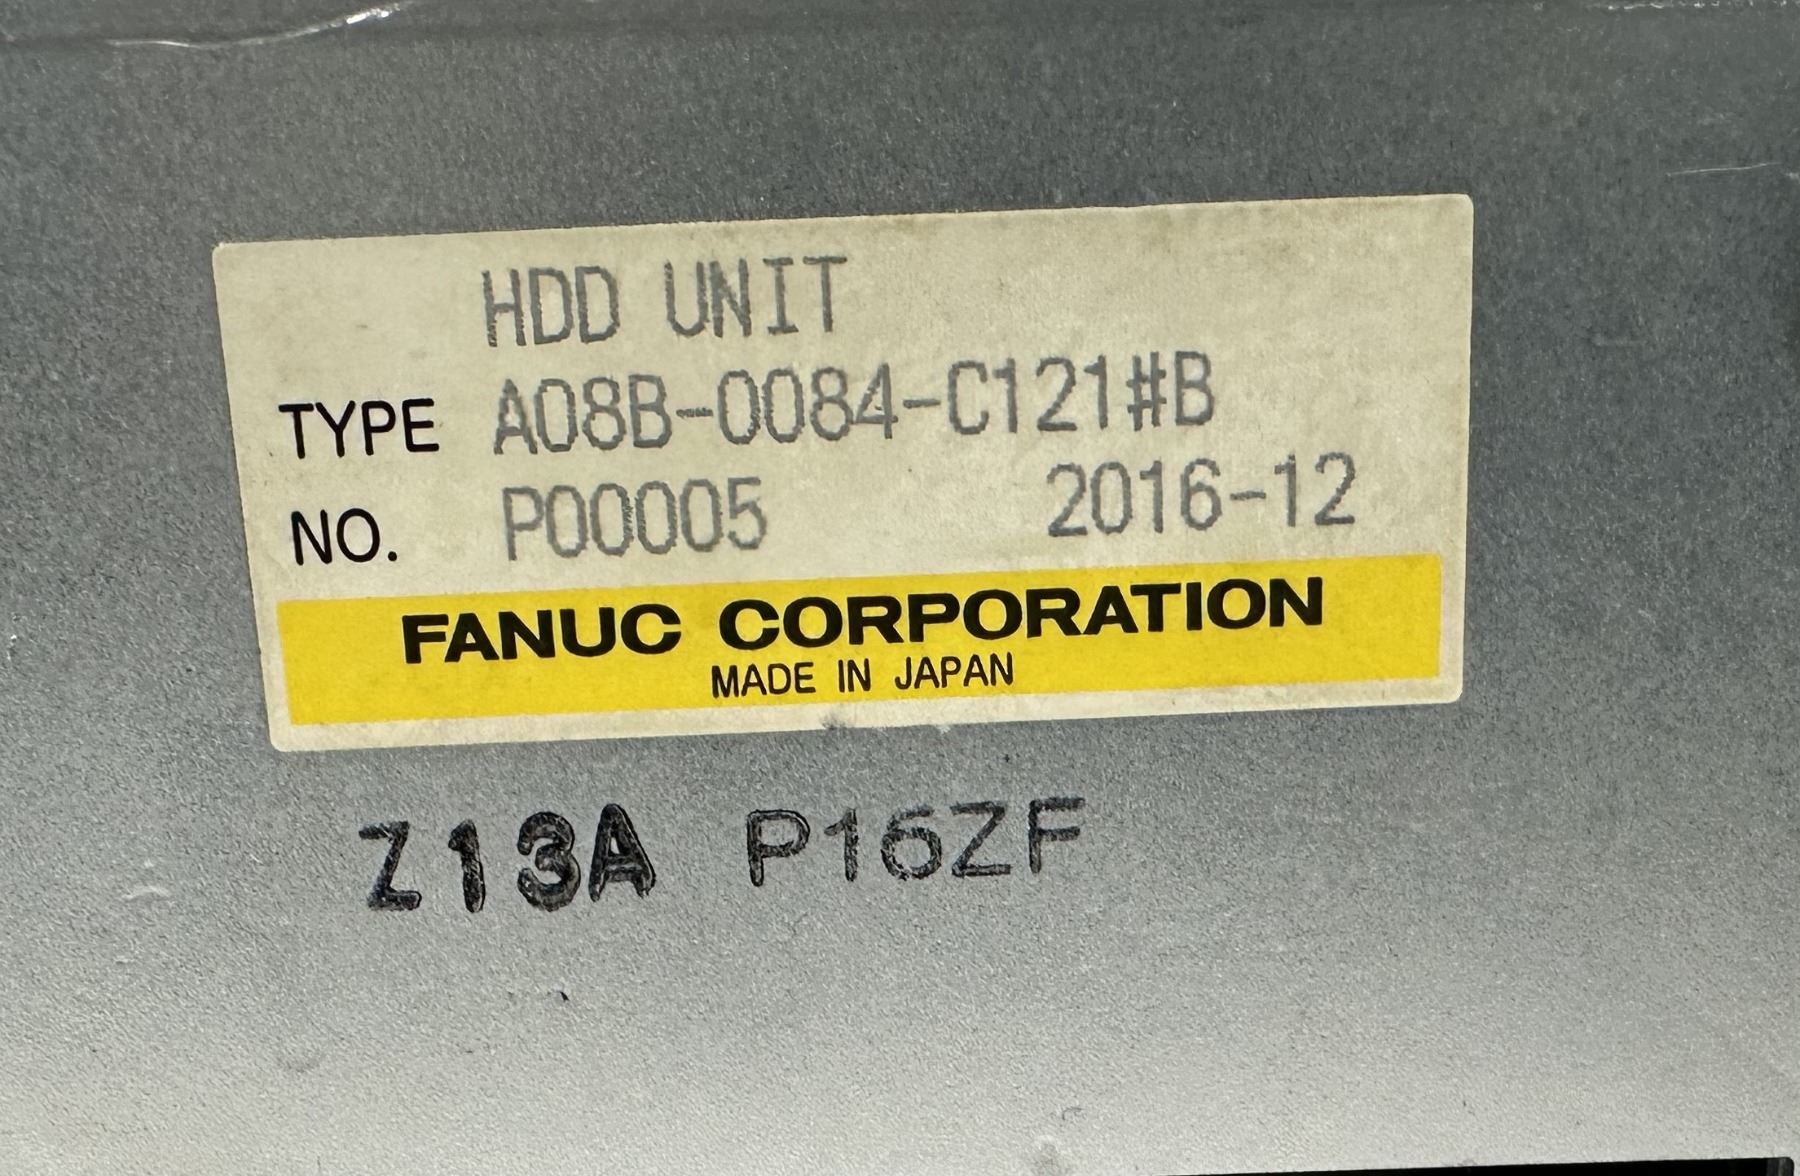 HDD UNIT
TYPE A08B-0084-C121#B
NO. P00005 2016-12
FANUC CORPORATION
MADE IN JAPAN
Z13A P16ZF